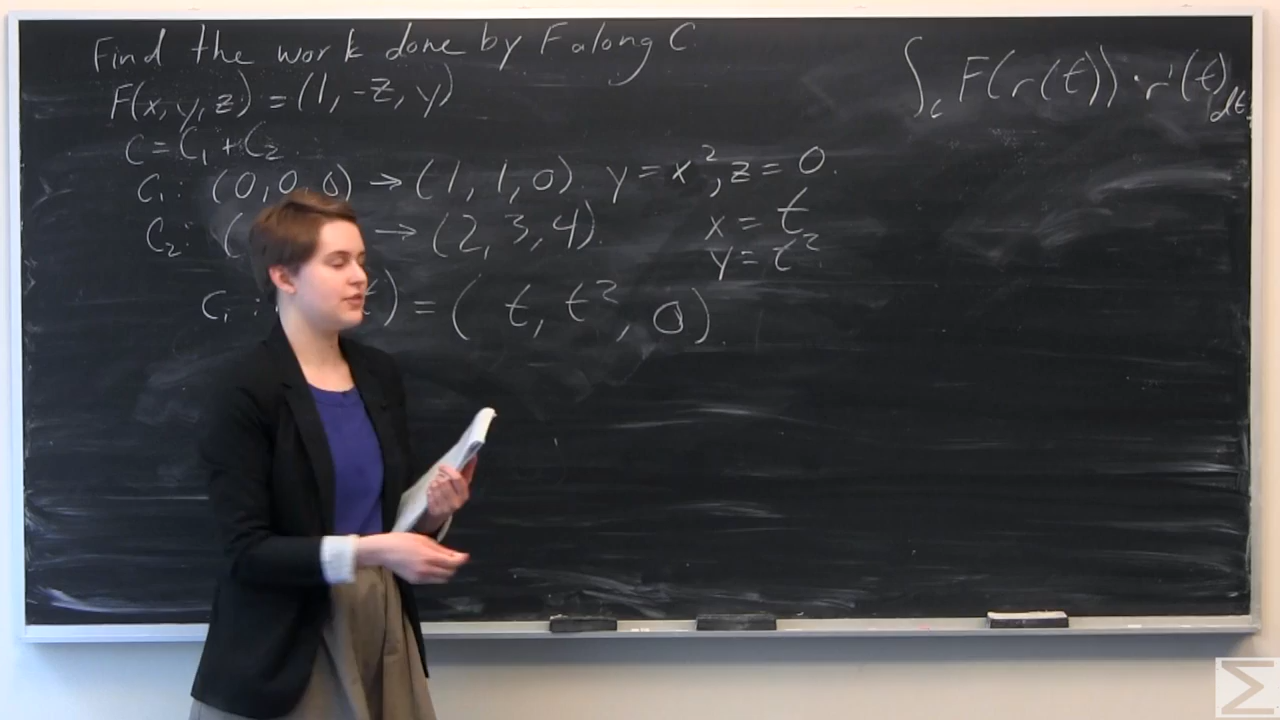 Find the work done by F along C.
F(x, y, z) = (1, -z, y)
C = C₁ + C₂
C₁: (0, 0, 0) → (1, 1, 0). y = x², z = 0.
C₂: ( → (2, 3, 4).
x = t
y = t².
C₁: t) = ( t, t², 0).
∫_c F(r(t)) · r'(t) dt.
Σ